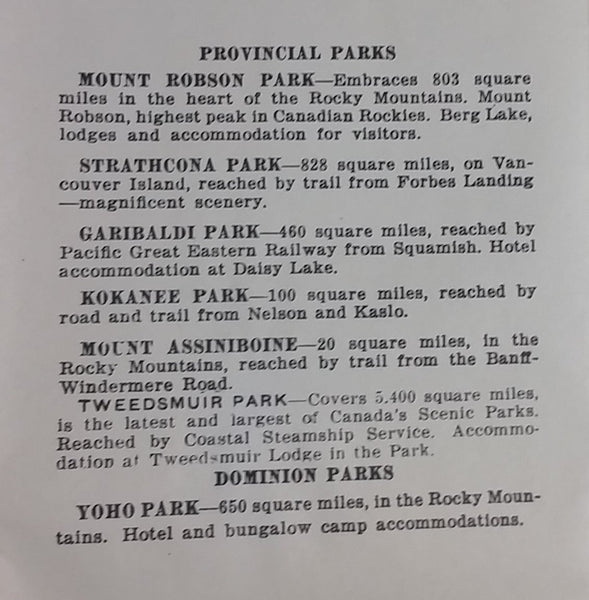 PROVINCIAL PARKS
MOUNT ROBSON PARK—Embraces 803 square
miles in the heart of the Rocky Mountains. Mount
Robson, highest peak in Canadian Rockies. Berg Lake,
lodges and accommodation for visitors.
STRATHCONA PARK—828 square miles, on Van-
couver Island, reached by trail from Forbes Landing
—magnificent scenery.
GARIBALDI PARK—460 square miles, reached by
Pacific Great Eastern Railway from Squamish. Hotel
accommodation at Daisy Lake.
KOKANEE PARK—100 square miles, reached by
road and trail from Nelson and Kaslo.
MOUNT ASSINIBOINE—20 square miles, in the
Rocky Mountains, reached by trail from the Banff-
Windermere Road.
TWEEDSMUIR PARK—Covers 5,400 square miles,
is the latest and largest of Canada's Scenic Parks.
Reached by Coastal Steamship Service. Accommo-
dation at Tweedsmuir Lodge in the Park.
DOMINION PARKS
YOHO PARK—650 square miles, in the Rocky Moun-
tains. Hotel and bungalow camp accommodations.